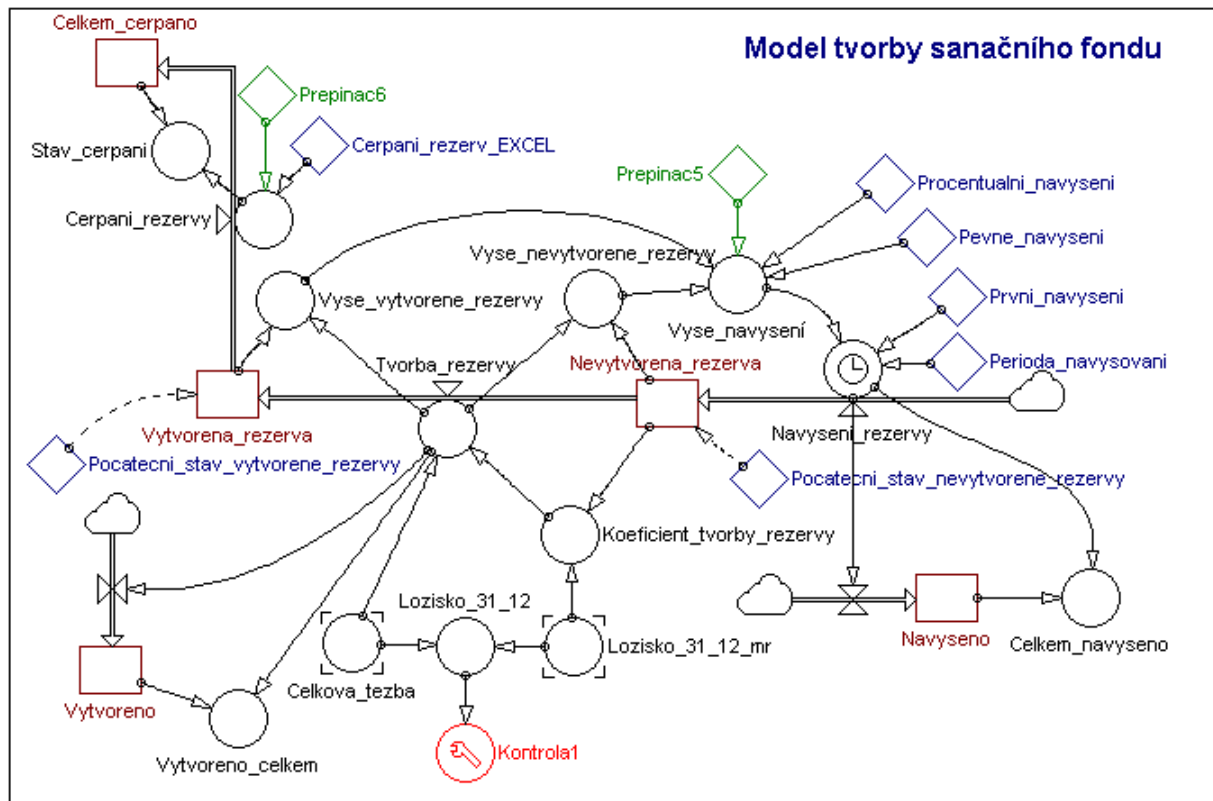 Celkem_cerpano
Model tvorby sanačního fondu
Prepinac6
Stav_cerpani
Cerpani_rezerv_EXCEL
Prepinac5
Procentualni_navyseni
Cerpani_rezervy
Pevne_navyseni
Vyse_nevytvorene_rezervy
Vyse_vytvorene_rezervy
Prvni_navyseni
Vyse_navysení
Tvorba_rezervy
Nevytvorena_rezerva
Perioda_navysovani
Vytvorena_rezerva
Navyseni_rezervy
Pocatecni_stav_vytvorene_rezervy
Pocatecni_stav_nevytvorene_rezervy
Koeficient_tvorby_rezervy
Lozisko_31_12
Navyseno
Lozisko_31_12_mr
Celkem_navyseno
Celkova_tezba
Vytvoreno
Kontrola1
Vytvoreno_celkem